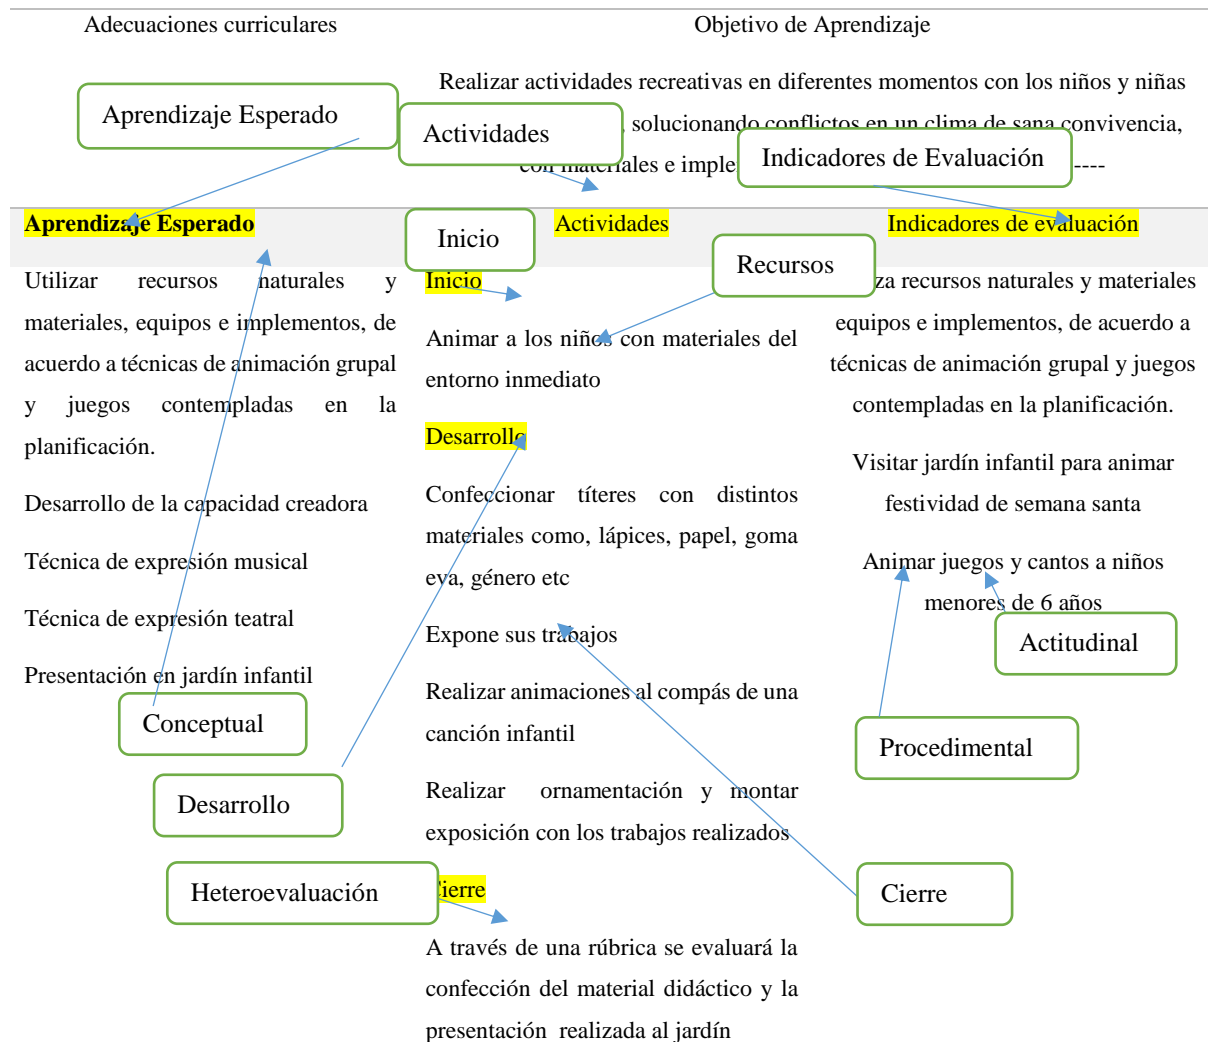 Adecuaciones curriculares
Objetivo de Aprendizaje
Realizar actividades recreativas en diferentes momentos con los niños y niñas
, solucionando conflictos en un clima de sana convivencia,
con materiales e imple
----
Aprendizaje Esperado
Actividades
Indicadores de Evaluación
Aprendizaje Esperado
Actividades
Indicadores de evaluación
Inicio
Recursos
Utilizar recursos naturales y
materiales, equipos e implementos, de
acuerdo a técnicas de animación grupal
y juegos contempladas en la
planificación.
Desarrollo de la capacidad creadora
Técnica de expresión musical
Técnica de expresión teatral
Presentación en jardín infantil
Conceptual
Desarrollo
Heteroevaluación
Inicio
Animar a los niños con materiales del
entorno inmediato
Desarrollo
Confeccionar títeres con distintos
materiales como, lápices, papel, goma
eva, género etc
Expone sus trabajos
Realizar animaciones al compás de una
canción infantil
Realizar ornamentación y montar
exposición con los trabajos realizados
Cierre
A través de una rúbrica se evaluará la
confección del material didáctico y la
presentación realizada al jardín
za recursos naturales y materiales
equipos e implementos, de acuerdo a
técnicas de animación grupal y juegos
contempladas en la planificación.
Visitar jardín infantil para animar
festividad de semana santa
Animar juegos y cantos a niños
menores de 6 años
Actitudinal
Procedimental
Cierre